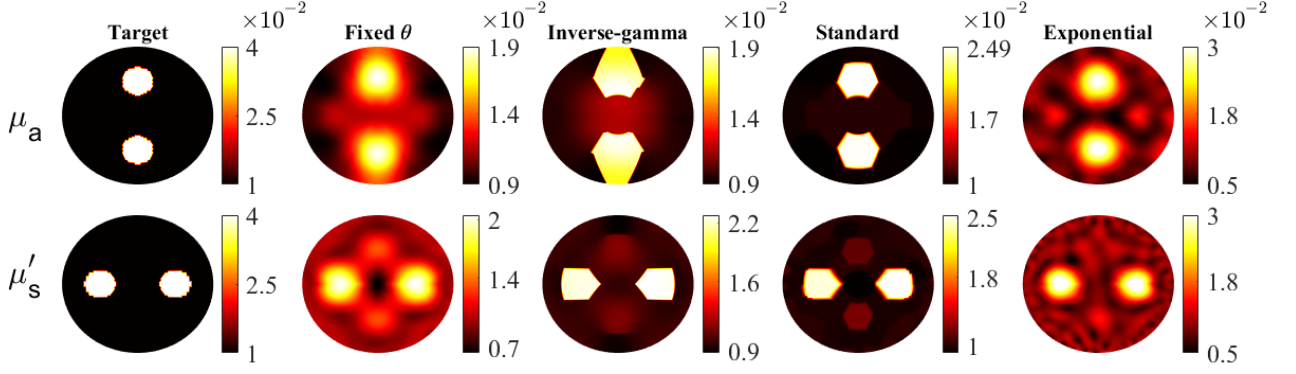 ×10⁻² ×10⁻² ×10⁻² ×10⁻² ×10⁻²
Target Fixed θ Inverse-gamma Standard Exponential
4 1.9 1.9 2.49 3
μa 2.5 1.4 1.4 1.7 1.8
1 0.9 0.9 1 0.5
4 2 2.2 2.5 3
μ′s 2.5 1.4 1.6 1.8 1.8
1 0.7 0.9 1 0.5